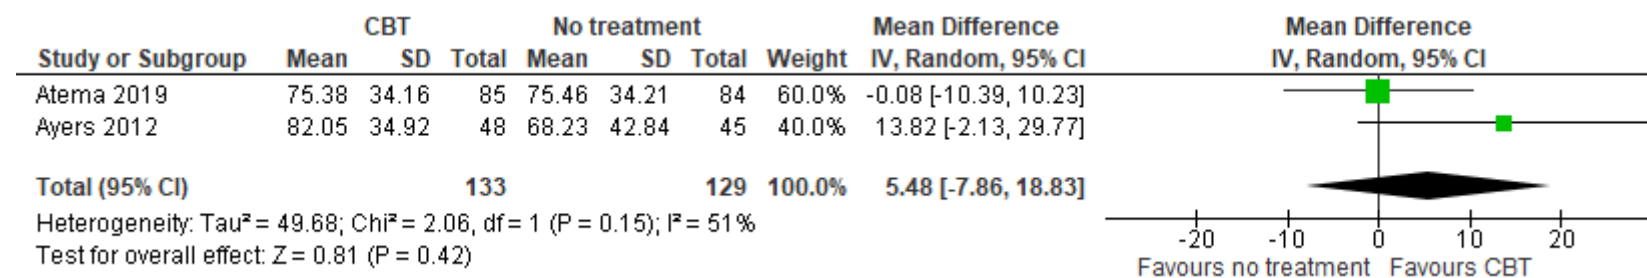 CBT No treatment Mean Difference Mean Difference
Study or Subgroup Mean SD Total Mean SD Total Weight IV, Random, 95% CI IV, Random, 95% CI
Atema 2019 75.38 34.16 85 75.46 34.21 84 60.0% -0.08 [-10.39, 10.23]
Ayers 2012 82.05 34.92 48 68.23 42.84 45 40.0% 13.82 [-2.13, 29.77]
Total (95% CI) 133 129 100.0% 5.48 [-7.86, 18.83]
Heterogeneity: Tau² = 49.68; Chi² = 2.06, df = 1 (P = 0.15); I² = 51%
Test for overall effect: Z = 0.81 (P = 0.42)
-20 -10 0 10 20
Favours no treatment Favours CBT